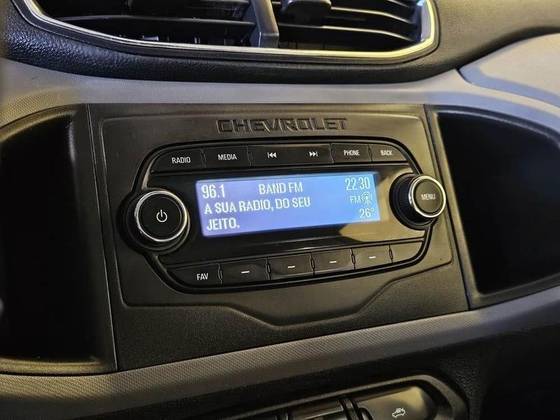 CHEVROLET
RADIO MEDIA PHONE BACK
96.1 BAND FM 22:30
A SUA RADIO, DO SEU FM
JEITO. 26°
MENU
FAV